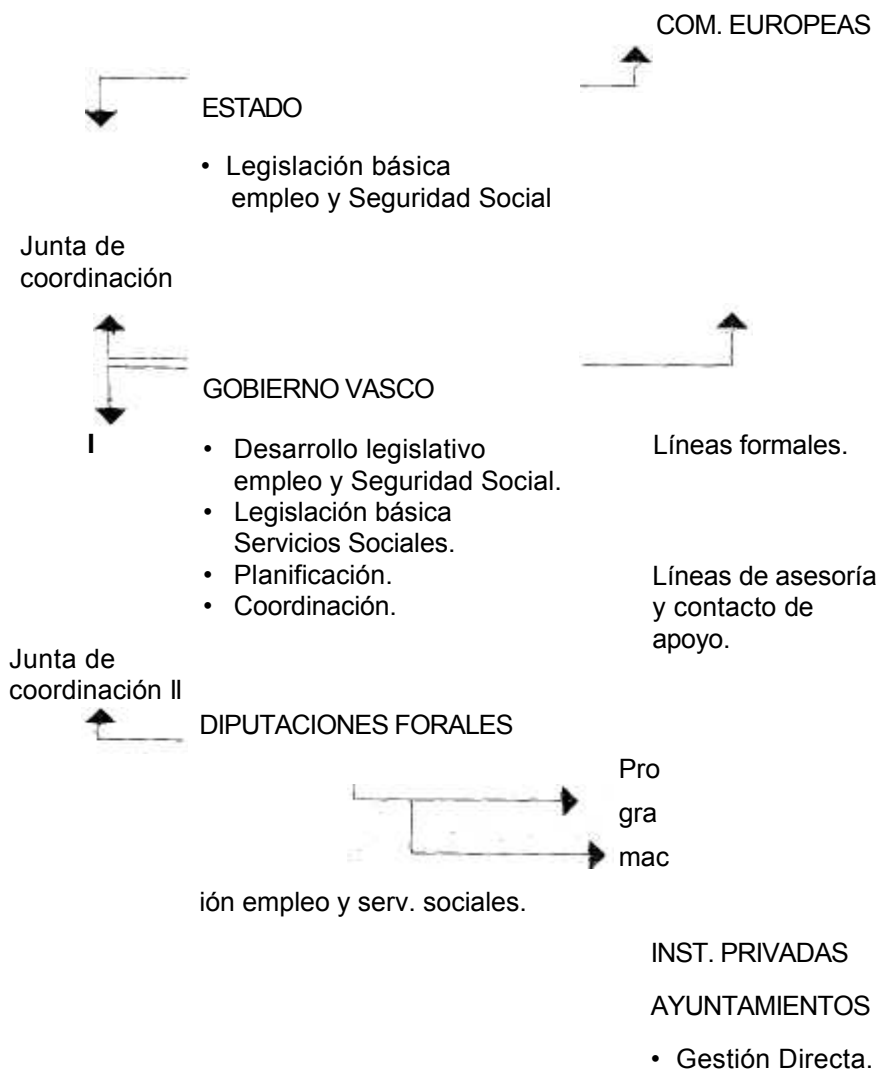 COM. EUROPEAS
ESTADO
• Legislación básica
empleo y Seguridad Social
Junta de
coordinación
GOBIERNO VASCO
I
• Desarrollo legislativo
empleo y Seguridad Social.
• Legislación básica
Servicios Sociales.
• Planificación.
• Coordinación.
Líneas formales.
Líneas de asesoría
y contacto de
apoyo.
Junta de
coordinación II
DIPUTACIONES FORALES
Pro
gra
mac
ión empleo y serv. sociales.
INST. PRIVADAS
AYUNTAMIENTOS
• Gestión Directa.